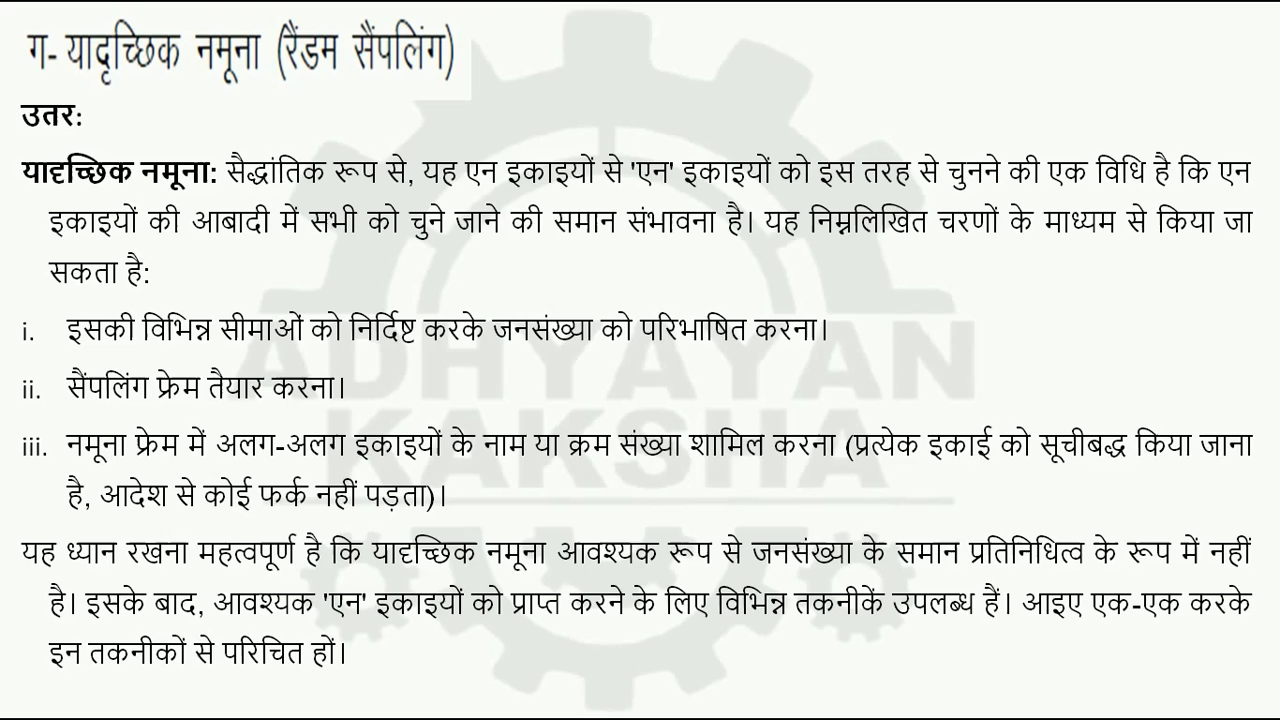 ग- यादृच्छिक नमूना (रैंडम सैंपलिंग)
उतर:
यादृच्छिक नमूना: सैद्धांतिक रूप से, यह एन इकाइयों से 'एन' इकाइयों को इस तरह से चुनने की एक विधि है कि एन
इकाइयों की आबादी में सभी को चुने जाने की समान संभावना है। यह निम्नलिखित चरणों के माध्यम से किया जा
सकता है:
i. इसकी विभिन्न सीमाओं को निर्दिष्ट करके जनसंख्या को परिभाषित करना।
ii. सैंपलिंग फ्रेम तैयार करना।
iii. नमूना फ्रेम में अलग-अलग इकाइयों के नाम या क्रम संख्या शामिल करना (प्रत्येक इकाई को सूचीबद्ध किया जाना
है, आदेश से कोई फर्क नहीं पड़ता)।
यह ध्यान रखना महत्वपूर्ण है कि यादृच्छिक नमूना आवश्यक रूप से जनसंख्या के समान प्रतिनिधित्व के रूप में नहीं
है। इसके बाद, आवश्यक 'एन' इकाइयों को प्राप्त करने के लिए विभिन्न तकनीकें उपलब्ध हैं। आइए एक-एक करके
इन तकनीकों से परिचित हों।
ADHYAYAN
KAKSHA